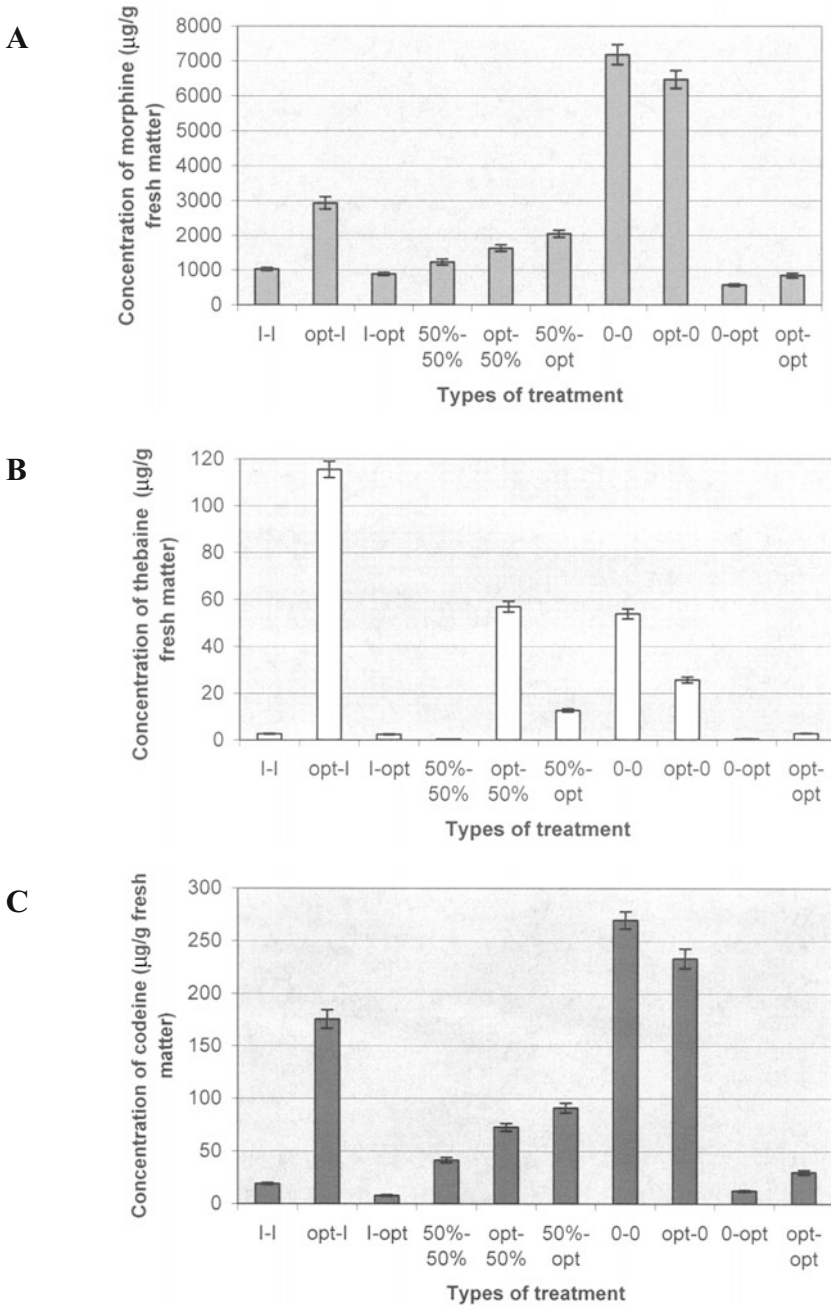 A
Concentration of morphine (µg/g
fresh matter)
8000
7000
6000
5000
4000
3000
2000
1000
0
I-I opt-I I-opt 50%- opt- 50%- 0-0 opt-0 0-opt opt-
50% 50% opt opt
Types of treatment
B
Concentration of thebaine (µg/g
fresh matter)
120
100
80
60
40
20
0
I-I opt-I I-opt 50%- opt- 50%- 0-0 opt-0 0-opt opt-
50% 50% opt opt
Types of treatment
C
Concentration of codeine (µg/g fresh
matter)
300
250
200
150
100
50
0
I-I opt-I I-opt 50%- opt- 50%- 0-0 opt-0 0-opt opt-
50% 50% opt opt
Types of treatment